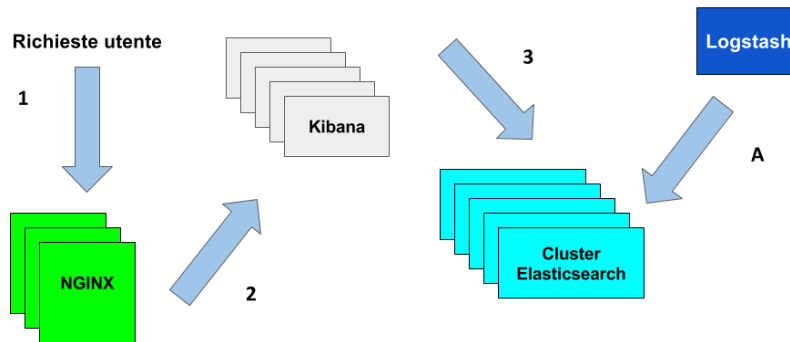 Richieste utente
1
NGINX
2
Kibana
3
Logstash
A
Cluster
Elasticsearch